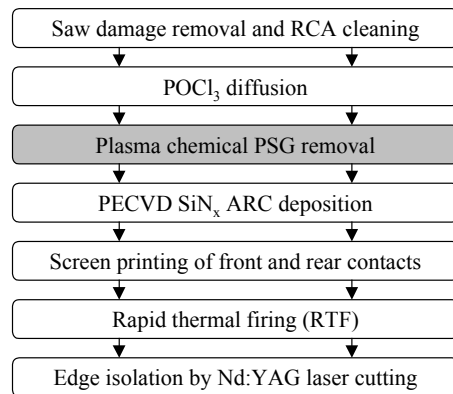 Saw damage removal and RCA cleaning
POCl₃ diffusion
Plasma chemical PSG removal
PECVD SiNₓ ARC deposition
Screen printing of front and rear contacts
Rapid thermal firing (RTF)
Edge isolation by Nd:YAG laser cutting